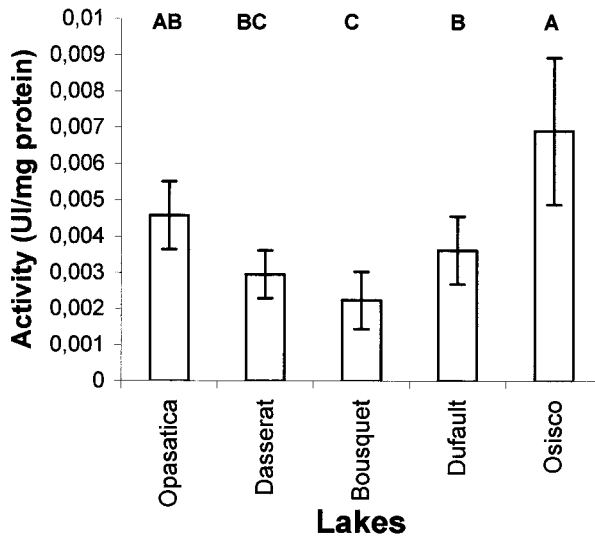 0,01
AB BC C B A
0,009
0,008
0,007
0,006
0,005
0,004
0,003
0,002
0,001
0
Activity (UI/mg protein)
Opasatica
Dasserat
Bousquet
Dufault
Osisco
Lakes